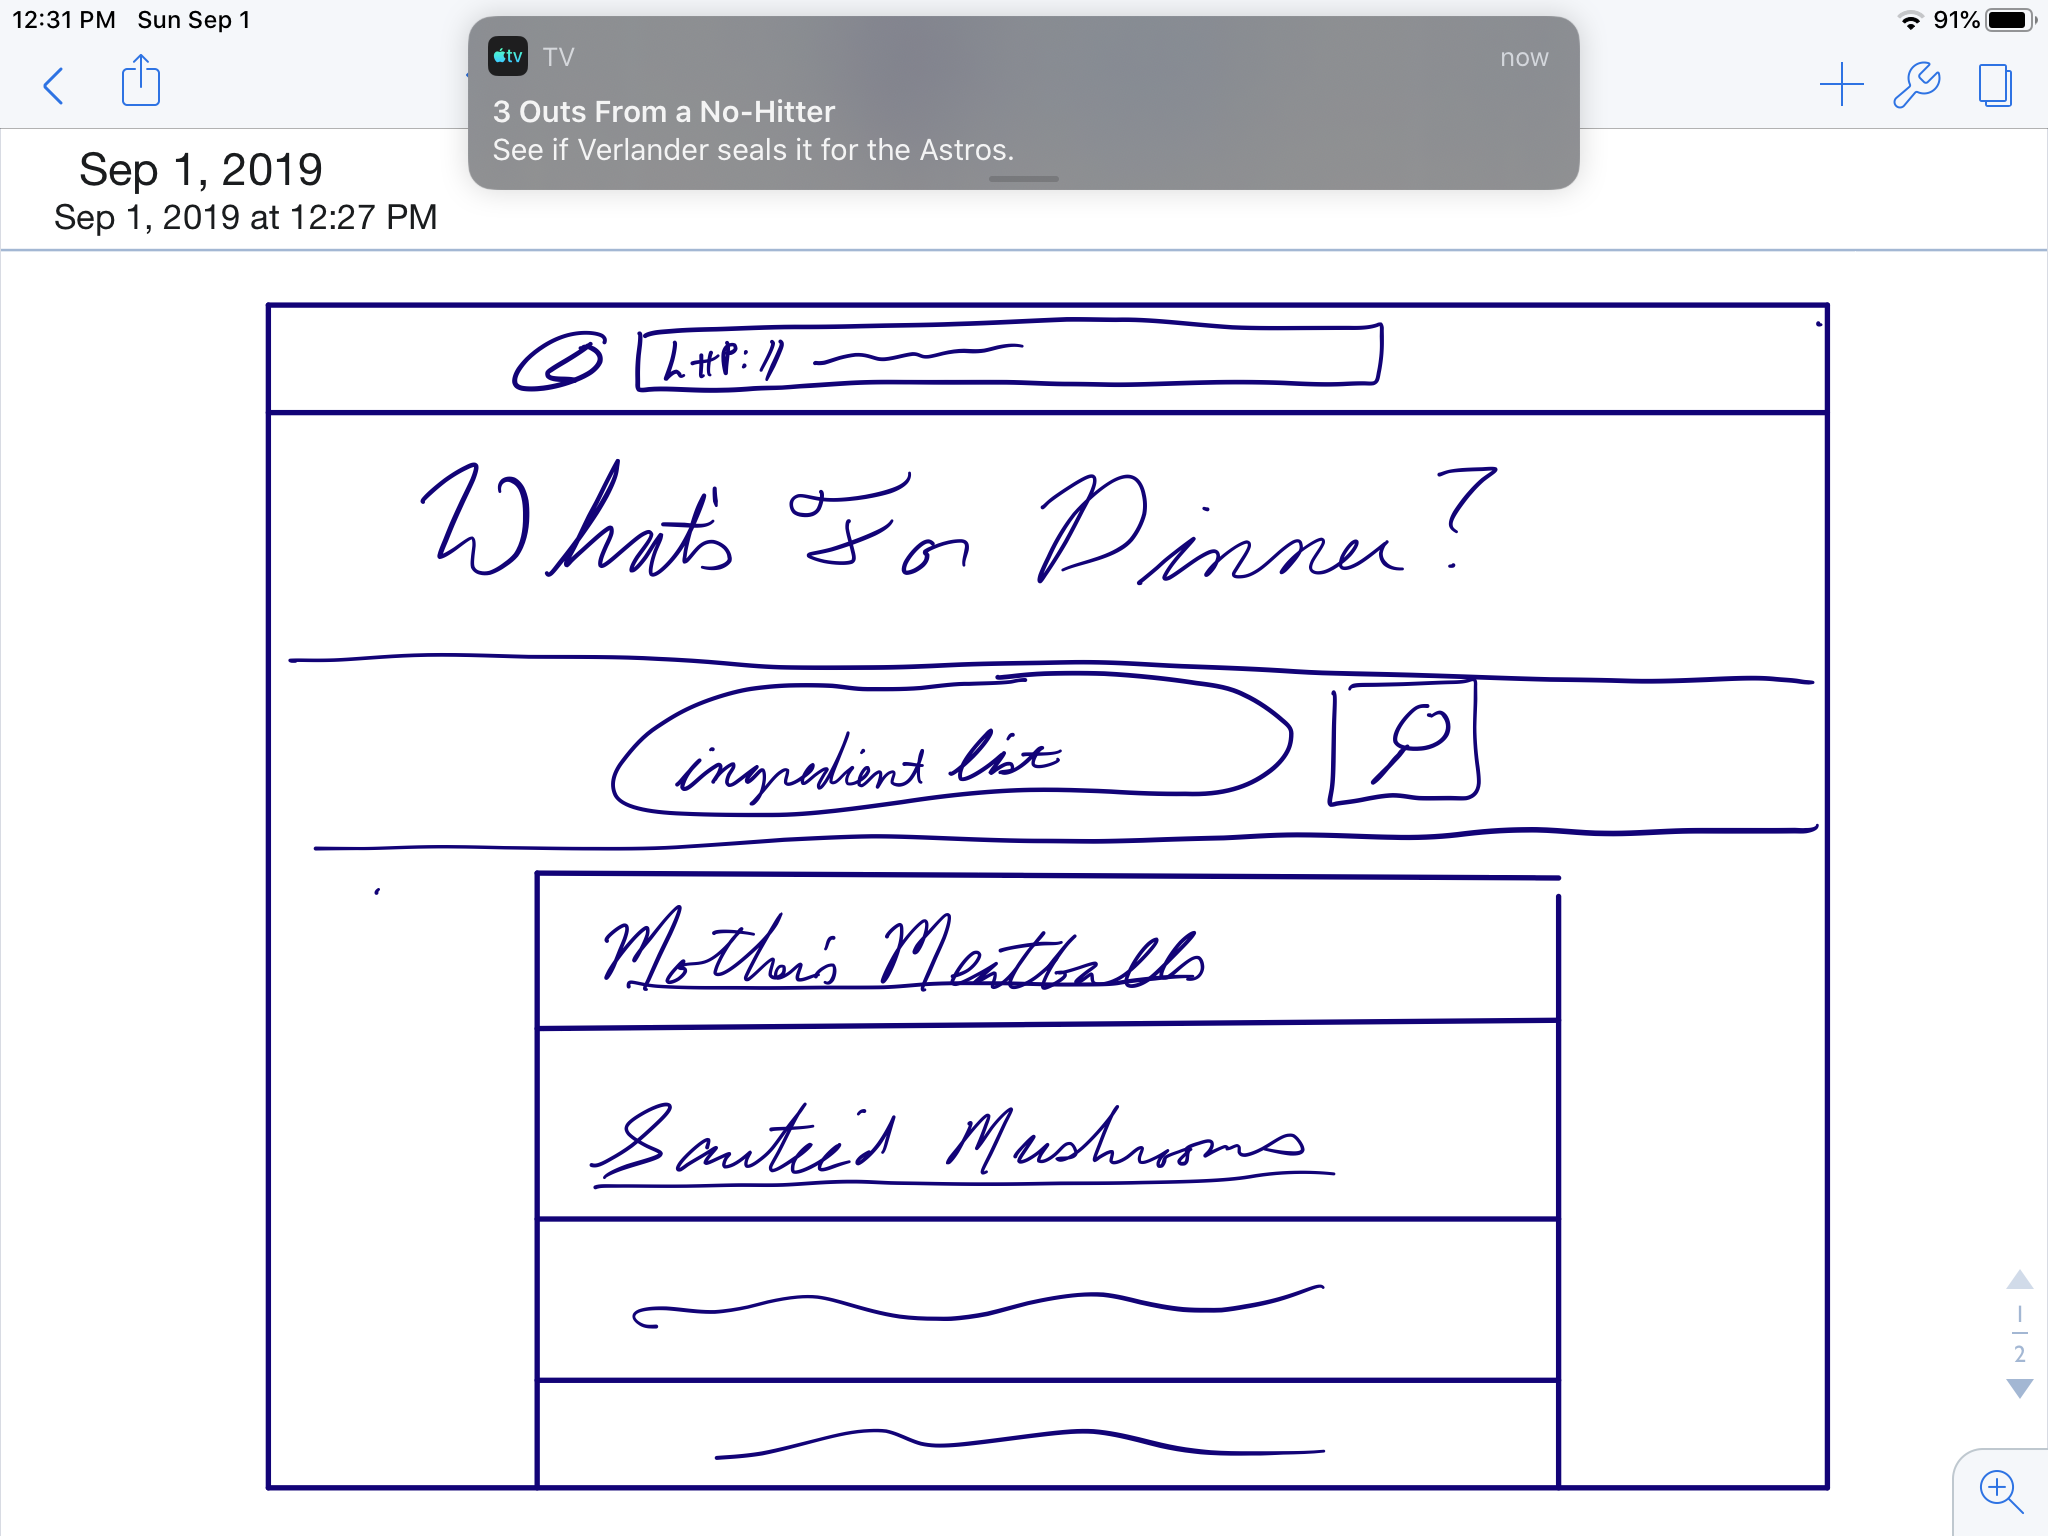 12:31 PM Sun Sep 1
91%
tv TV now
3 Outs From a No-Hitter
See if Verlander seals it for the Astros.
Sep 1, 2019
Sep 1, 2019 at 12:27 PM
http://
What's For Dinner?
ingredient list
Mother's Meatballs
Sauteé'd Mushrooms
1
2